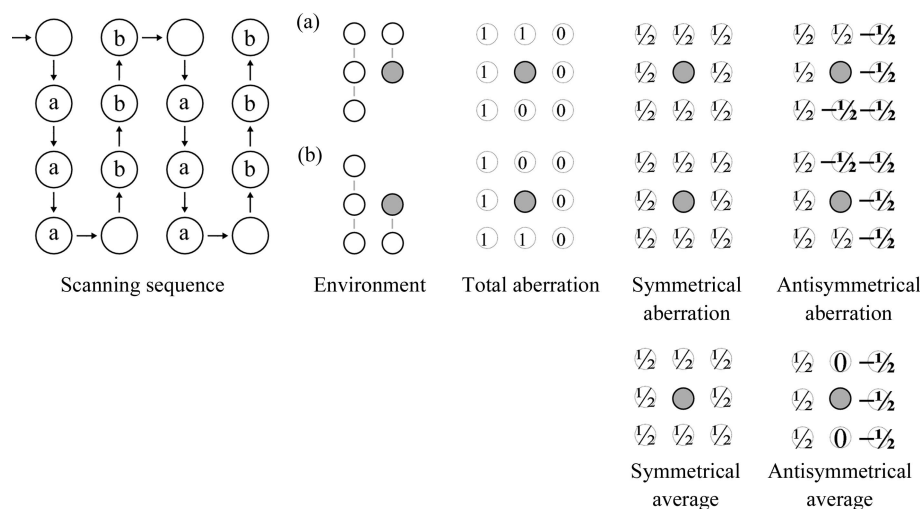 b b
a b a b
a b a b
a a
Scanning sequence
(a)
(b)
Environment
1 1 0
1 0
1 0 0
1 0 0
1 0
1 1 0
Total aberration
½ ½ ½
½ ½
½ ½ ½
½ ½ ½
½ ½
½ ½ ½
Symmetrical
aberration
½ ½ −½
½ −½
½ −½ −½
½ −½ −½
½ −½
½ ½ −½
Antisymmetrical
aberration
½ ½ ½
½ ½
½ ½ ½
Symmetrical
average
½ 0 −½
½ −½
½ 0 −½
Antisymmetrical
average